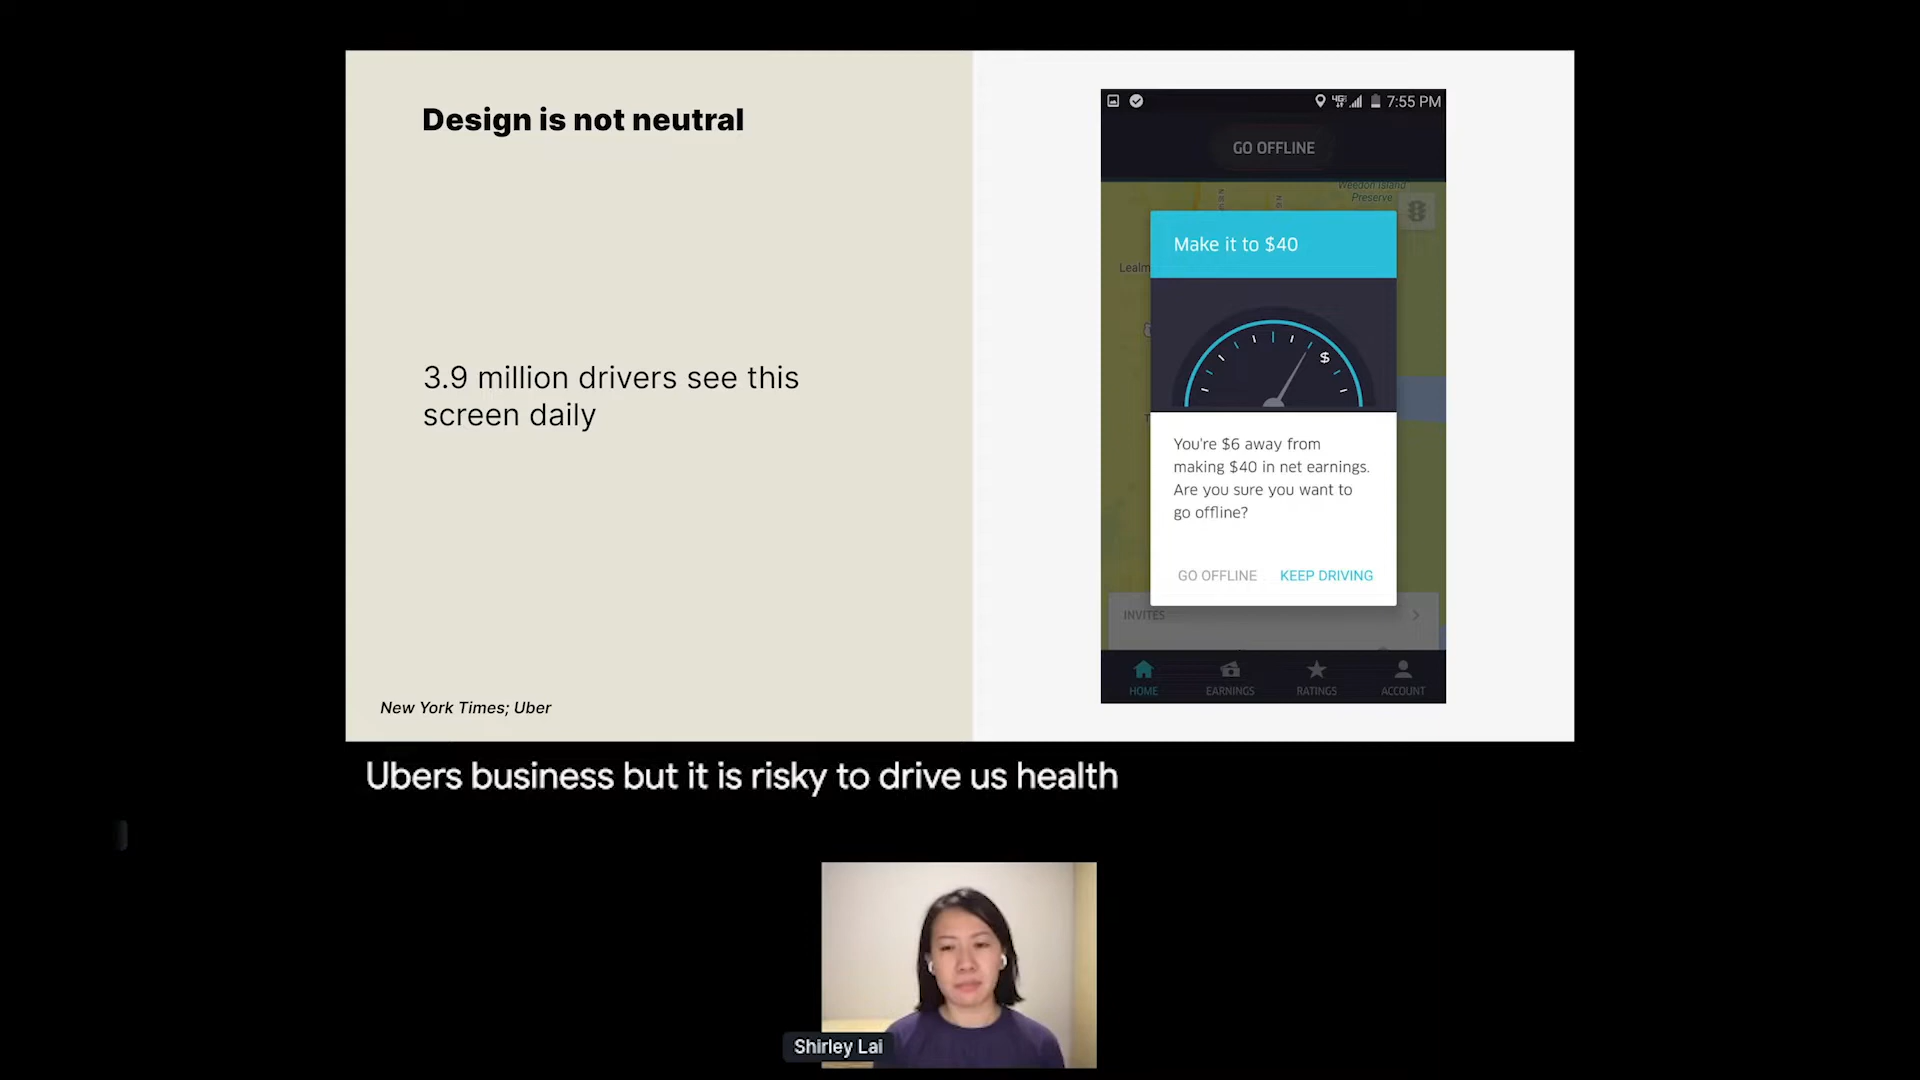 Design is not neutral
3.9 million drivers see this
screen daily
New York Times; Uber
7:55 PM
GO OFFLINE
Weedon Island
Preserve
Lealm
Make it to $40
$
You're $6 away from
making $40 in net earnings.
Are you sure you want to
go offline?
GO OFFLINE KEEP DRIVING
INVITES
HOME EARNINGS RATINGS ACCOUNT
Ubers business but it is risky to drive us health
Shirley Lai